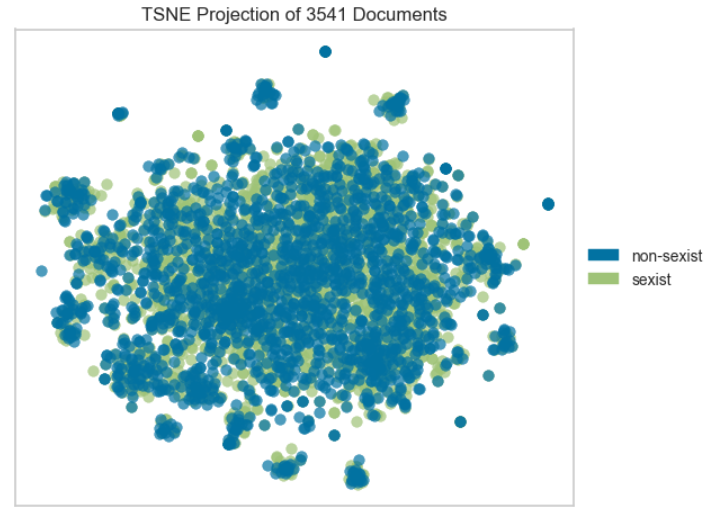 TSNE Projection of 3541 Documents
non-sexist
sexist